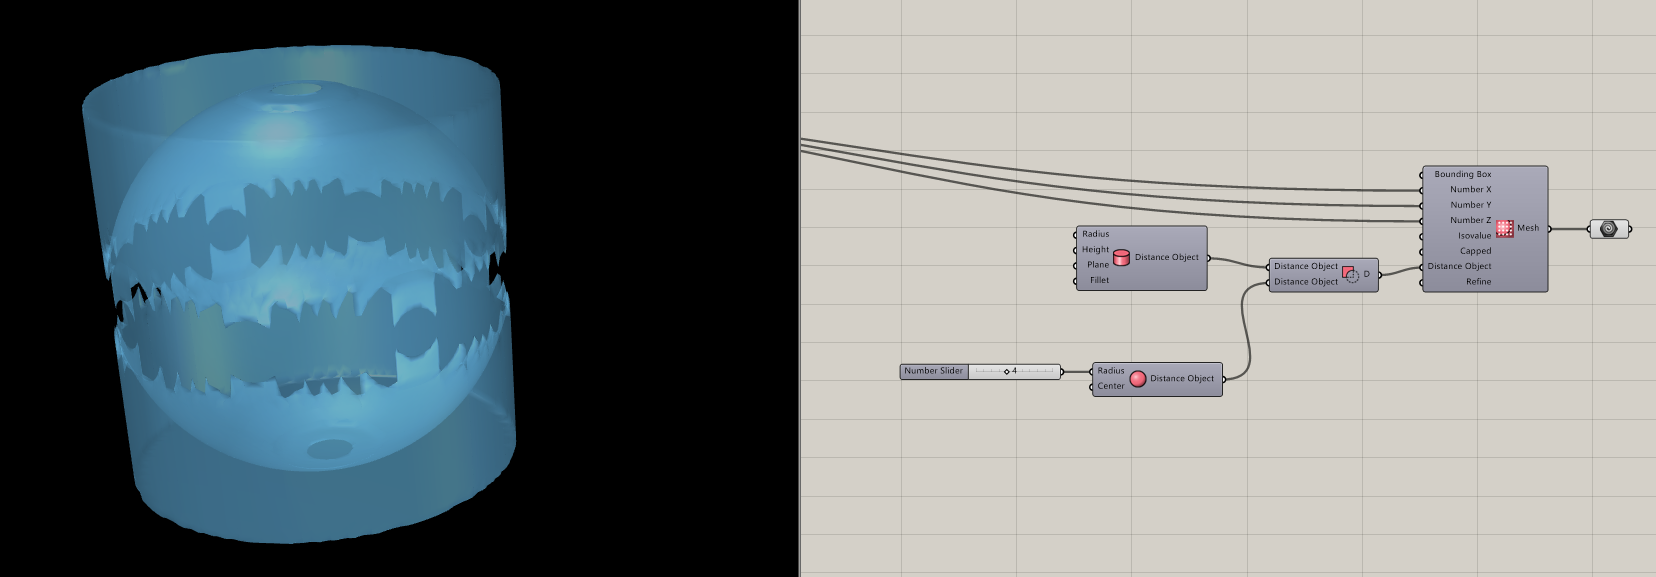 Bounding Box
Number X
Number Y
Number Z
Isovalue
Capped
Distance Object
Refine
Mesh
Radius
Height
Plane
Fillet
Distance Object
Distance Object
Distance Object
D
Number Slider
4
Radius
Center
Distance Object